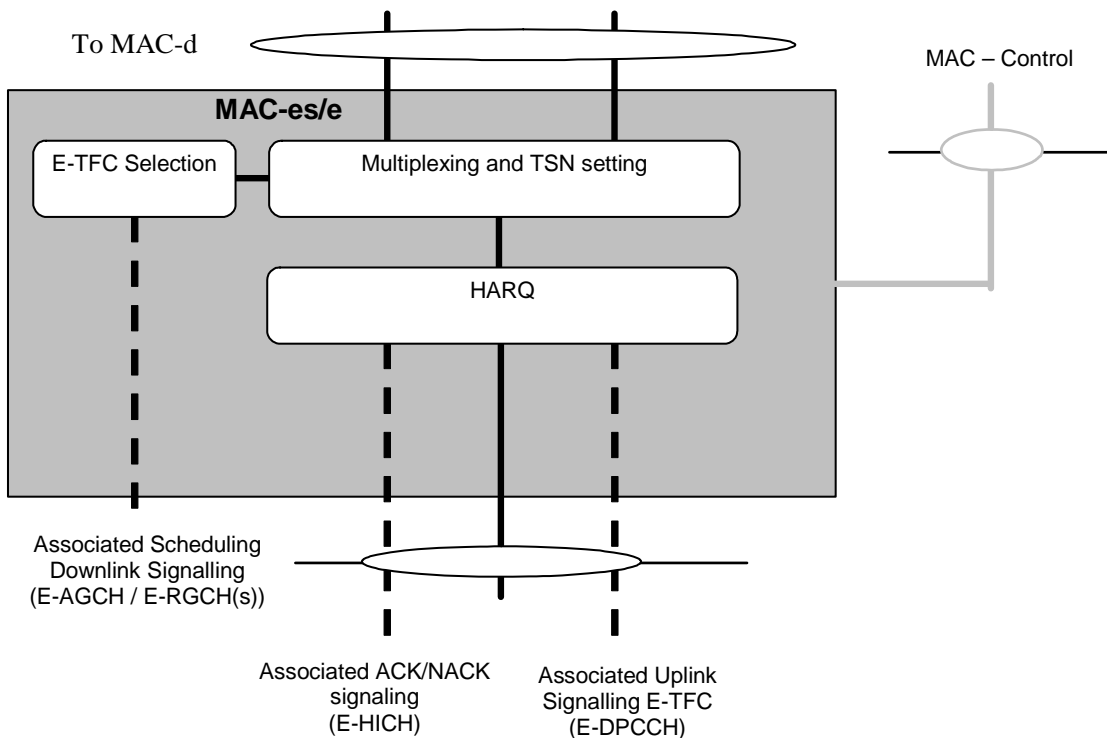 To MAC-d
MAC – Control
MAC-es/e
E-TFC Selection
Multiplexing and TSN setting
HARQ
Associated Scheduling
Downlink Signalling
(E-AGCH / E-RGCH(s))
Associated ACK/NACK
signaling
(E-HICH)
Associated Uplink
Signalling E-TFC
(E-DPCCH)